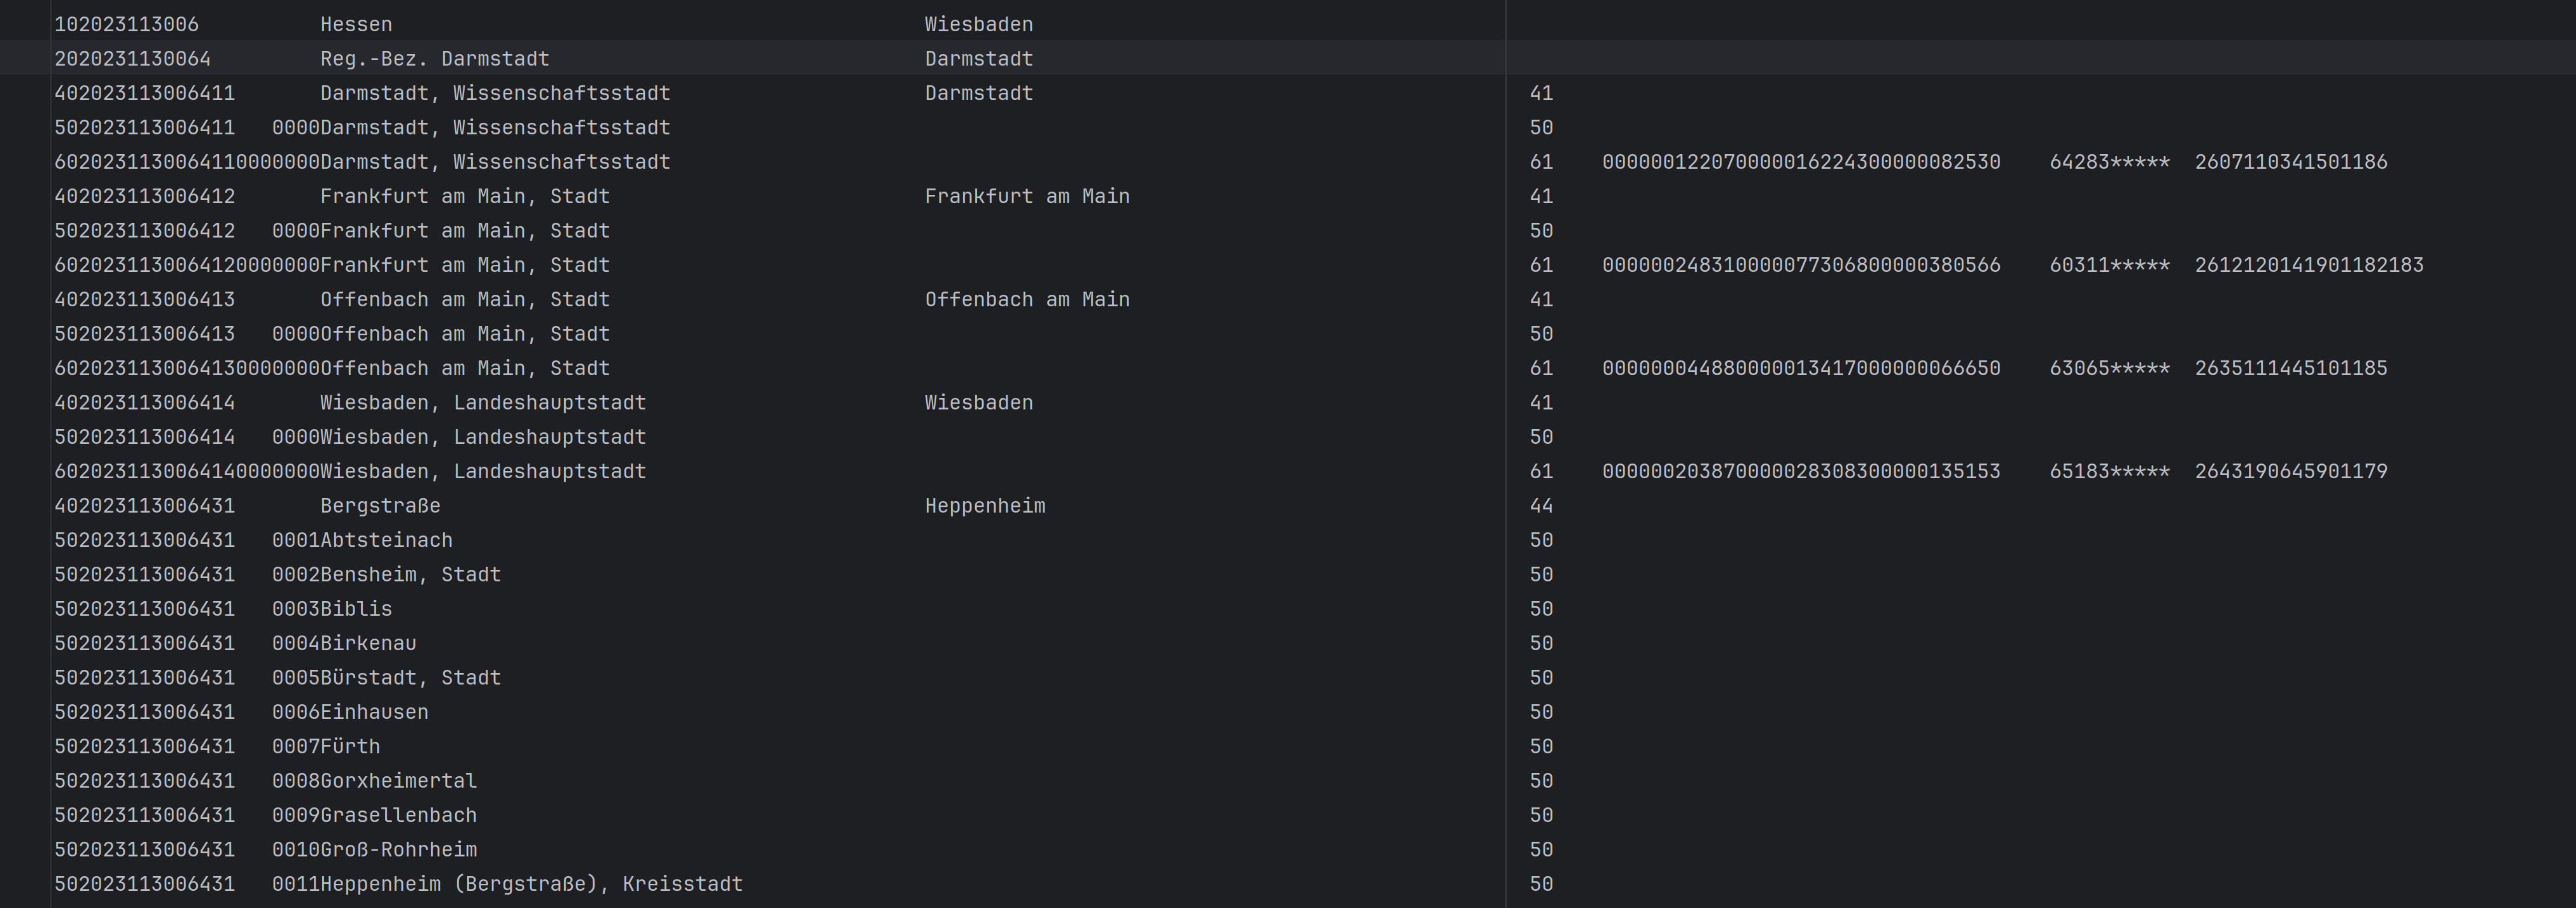 102023113006          Hessen                                            Wiesbaden
2020231130064         Reg.-Bez. Darmstadt                               Darmstadt
402023113006411       Darmstadt, Wissenschaftsstadt                     Darmstadt                                         41
502023113006411   0000Darmstadt, Wissenschaftsstadt                                                                       50
6020231130064110000000Darmstadt, Wissenschaftsstadt                                                                       61    000000122070000016224300000082530    64283*****  2607110341501186
402023113006412       Frankfurt am Main, Stadt                          Frankfurt am Main                                 41
502023113006412   0000Frankfurt am Main, Stadt                                                                            50
6020231130064120000000Frankfurt am Main, Stadt                                                                            61    000000248310000077306800000380566    60311*****  2612120141901182183
402023113006413       Offenbach am Main, Stadt                          Offenbach am Main                                 41
502023113006413   0000Offenbach am Main, Stadt                                                                            50
6020231130064130000000Offenbach am Main, Stadt                                                                            61    000000044880000013417000000066650    63065*****  2635111445101185
402023113006414       Wiesbaden, Landeshauptstadt                       Wiesbaden                                         41
502023113006414   0000Wiesbaden, Landeshauptstadt                                                                         50
6020231130064140000000Wiesbaden, Landeshauptstadt                                                                         61    000000203870000028308300000135153    65183*****  2643190645901179
402023113006431       Bergstraße                                        Heppenheim                                        44
502023113006431   0001Abtsteinach                                                                                         50
502023113006431   0002Bensheim, Stadt                                                                                     50
502023113006431   0003Biblis                                                                                              50
502023113006431   0004Birkenau                                                                                            50
502023113006431   0005Bürstadt, Stadt                                                                                     50
502023113006431   0006Einhausen                                                                                           50
502023113006431   0007Fürth                                                                                               50
502023113006431   0008Gorxheimertal                                                                                       50
502023113006431   0009Grasellenbach                                                                                       50
502023113006431   0010Groß-Rohrheim                                                                                       50
502023113006431   0011Heppenheim (Bergstraße), Kreisstadt                                                                 50